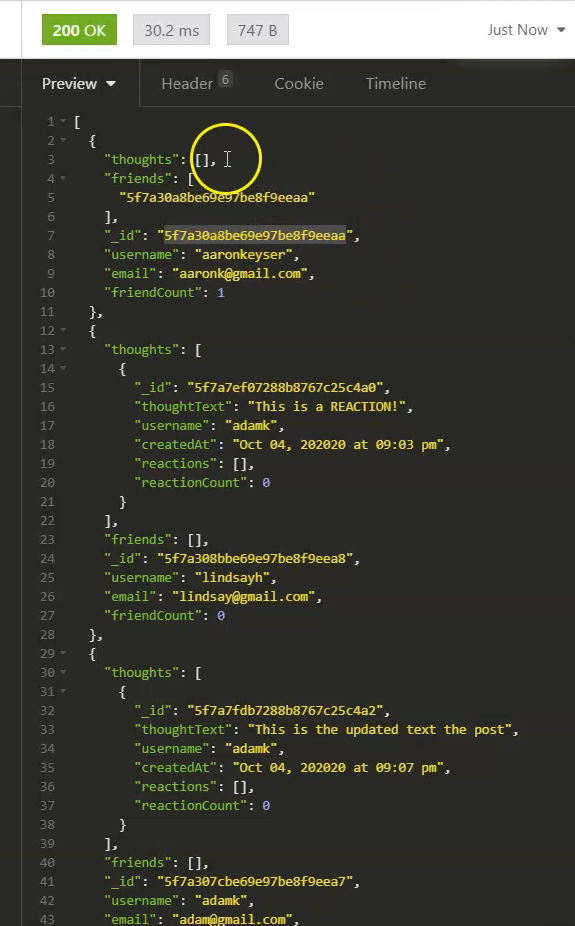 200 OK 30.2 ms 747 B Just Now
Preview Header 6 Cookie Timeline
1 [
2 {
3 "thoughts": [],
4 "friends": [
5 "5f7a30a8be69e97be8f9eeaa"
6 ],
7 "_id": "5f7a30a8be69e97be8f9eeaa",
8 "username": "aaronkeyser",
9 "email": "aaronk@gmail.com",
10 "friendCount": 1
11 },
12 {
13 "thoughts": [
14 {
15 "_id": "5f7a7ef07288b8767c25c4a0",
16 "thoughtText": "This is a REACTION!",
17 "username": "adamk",
18 "createdAt": "Oct 04, 202020 at 09:03 pm",
19 "reactions": [],
20 "reactionCount": 0
21 }
22 ],
23 "friends": [],
24 "_id": "5f7a308bbe69e97be8f9eea8",
25 "username": "lindsayh",
26 "email": "lindsay@gmail.com",
27 "friendCount": 0
28 },
29 {
30 "thoughts": [
31 {
32 "_id": "5f7a7fdb7288b8767c25c4a2",
33 "thoughtText": "This is the updated text the post",
34 "username": "adamk",
35 "createdAt": "Oct 04, 202020 at 09:07 pm",
36 "reactions": [],
37 "reactionCount": 0
38 }
39 ],
40 "friends": [],
41 "_id": "5f7a307cbe69e97be8f9eea7",
42 "username": "adamk",
43 "email": "adam@gmail.com",